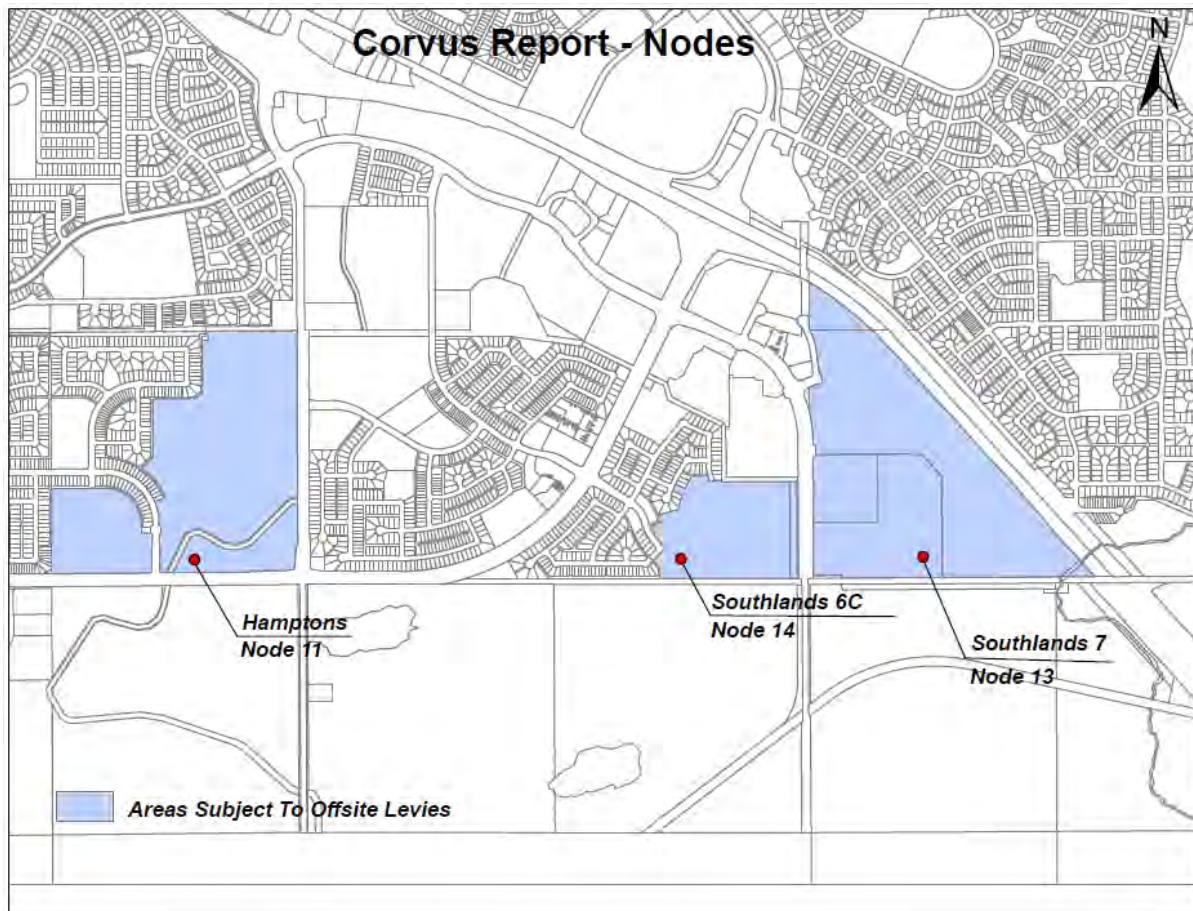 Corvus Report - Nodes
N
Hamptons
Node 11
Southlands 6C
Node 14
Southlands 7
Node 13
Areas Subject To Offsite Levies